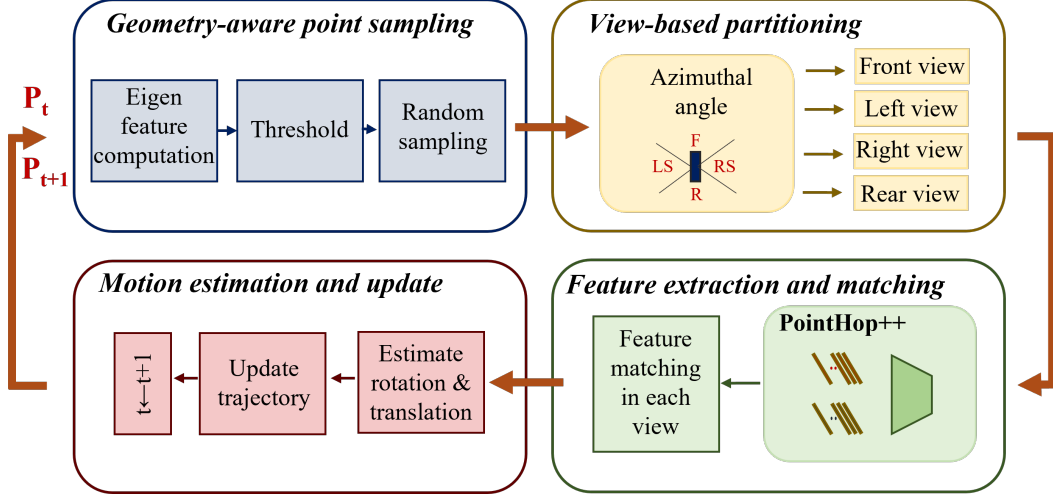 Geometry-aware point sampling
P_t
P_{t+1}
Eigen
feature
computation
Threshold
Random
sampling
View-based partitioning
Azimuthal
angle
F
LS
RS
R
Front view
Left view
Right view
Rear view
Motion estimation and update
t←t+1
Update
trajectory
Estimate
rotation &
translation
Feature extraction and matching
Feature
matching
in each
view
PointHop++